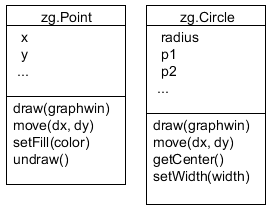 zg.Point
x
y
...
draw(graphwin)
move(dx, dy)
setFill(color)
undraw()
zg.Circle
radius
p1
p2
...
draw(graphwin)
move(dx, dy)
getCenter()
setWidth(width)